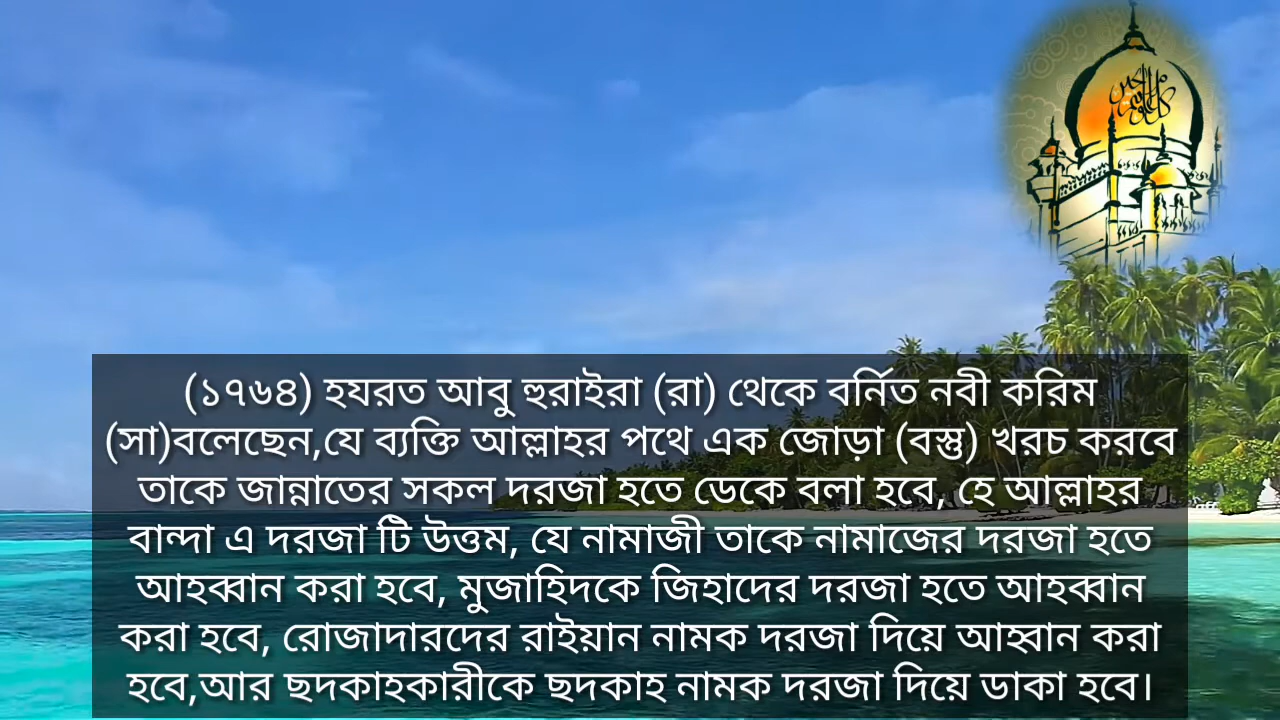 (১৭৬৪) হযরত আবু হুরাইরা (রা) থেকে বর্নিত নবী করিম
(সা)বলেছেন,যে ব্যক্তি আল্লাহর পথে এক জোড়া (বস্তু) খরচ করবে
তাকে জান্নাতের সকল দরজা হতে ডেকে বলা হবে, হে আল্লাহর
বান্দা এ দরজা টি উত্তম, যে নামাজী তাকে নামাজের দরজা হতে
আহব্বান করা হবে, মুজাহিদকে জিহাদের দরজা হতে আহব্বান
করা হবে, রোজাদারদের রাইয়ান নামক দরজা দিয়ে আহ্বান করা
হবে,আর ছদকাহকারীকে ছদকাহ নামক দরজা দিয়ে ডাকা হবে।